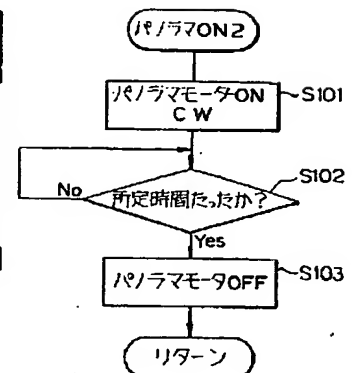 パノラマON2
パノラマモーターON
CW
S101
所定時間たったか?
S102
No
Yes
パノラマモータOFF
S103
リターン